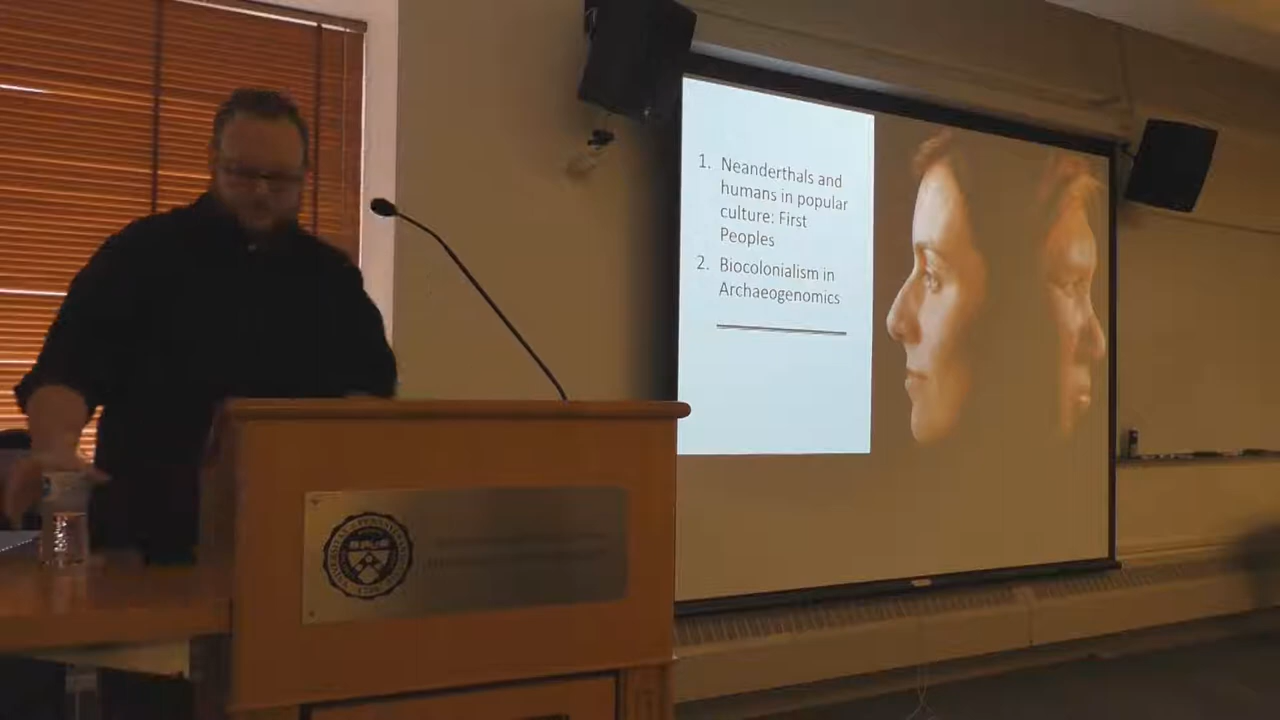 1. Neanderthals and
humans in popular
culture: First
Peoples
2. Biocolonialism in
Archaeogenomics